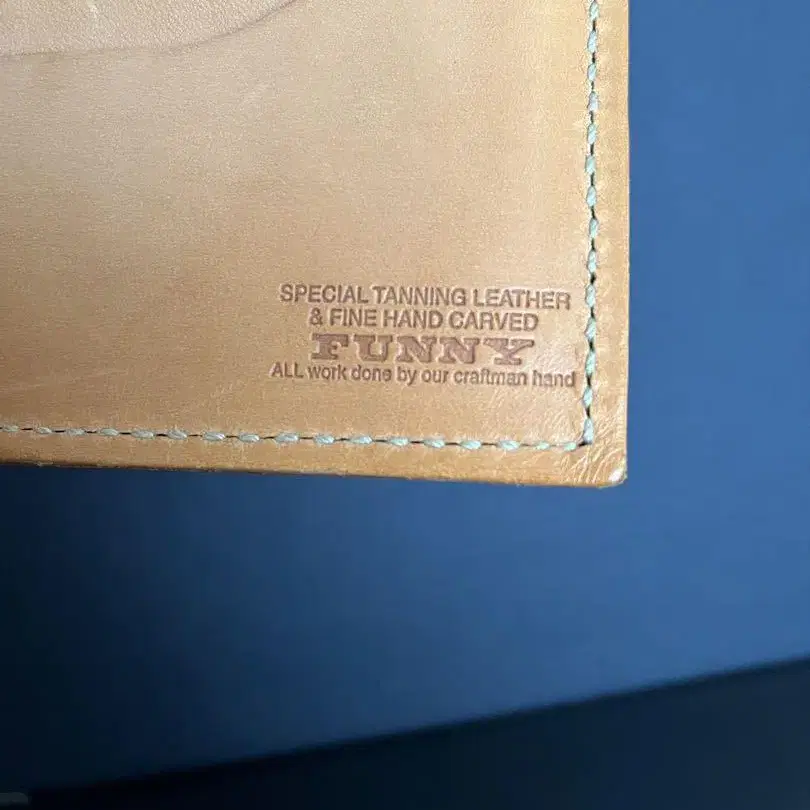 SPECIAL TANNING LEATHER
& FINE HAND CARVED
FUNNY
ALL work done by our craftman hand